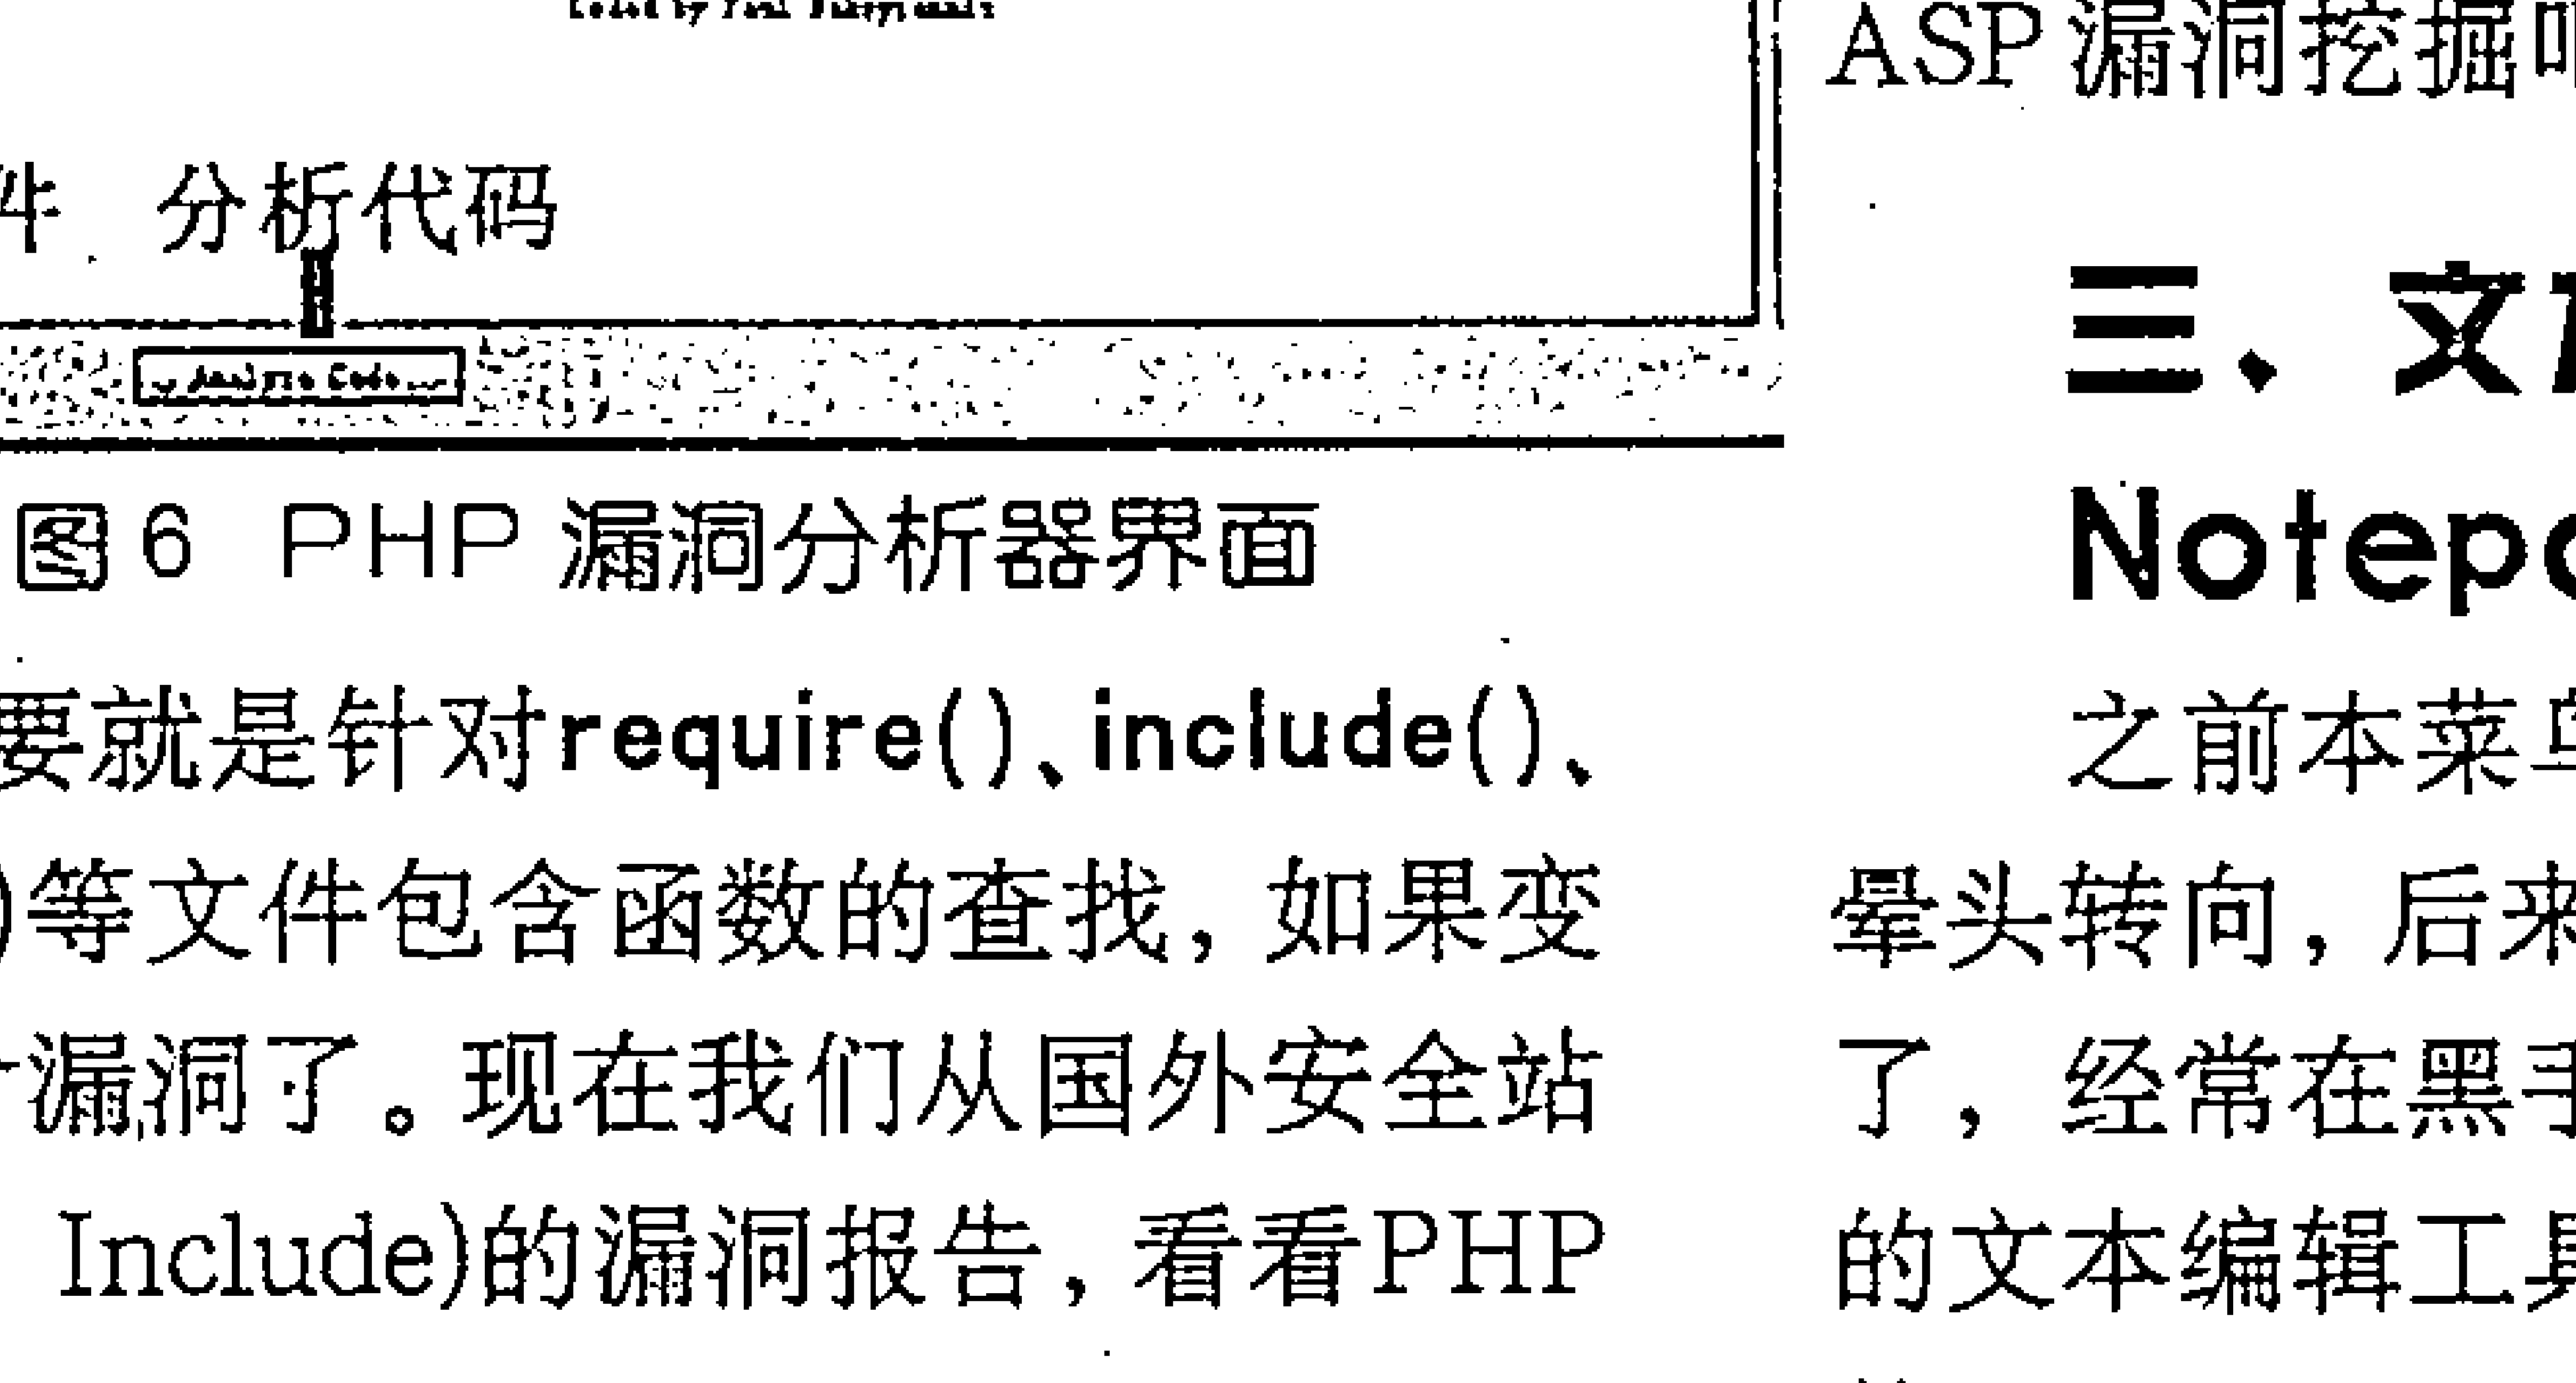 件 分析代码
Analyze Code
图6 PHP漏洞分析器界面
要就是针对require()、include()、
)等文件包含函数的查找，如果变
漏洞了。现在我们从国外安全站
Include)的漏洞报告，看看PHP
ASP漏洞挖掘
三、文
Notep
之前本菜
晕头转向，后来
了，经常在黑手
的文本编辑工具